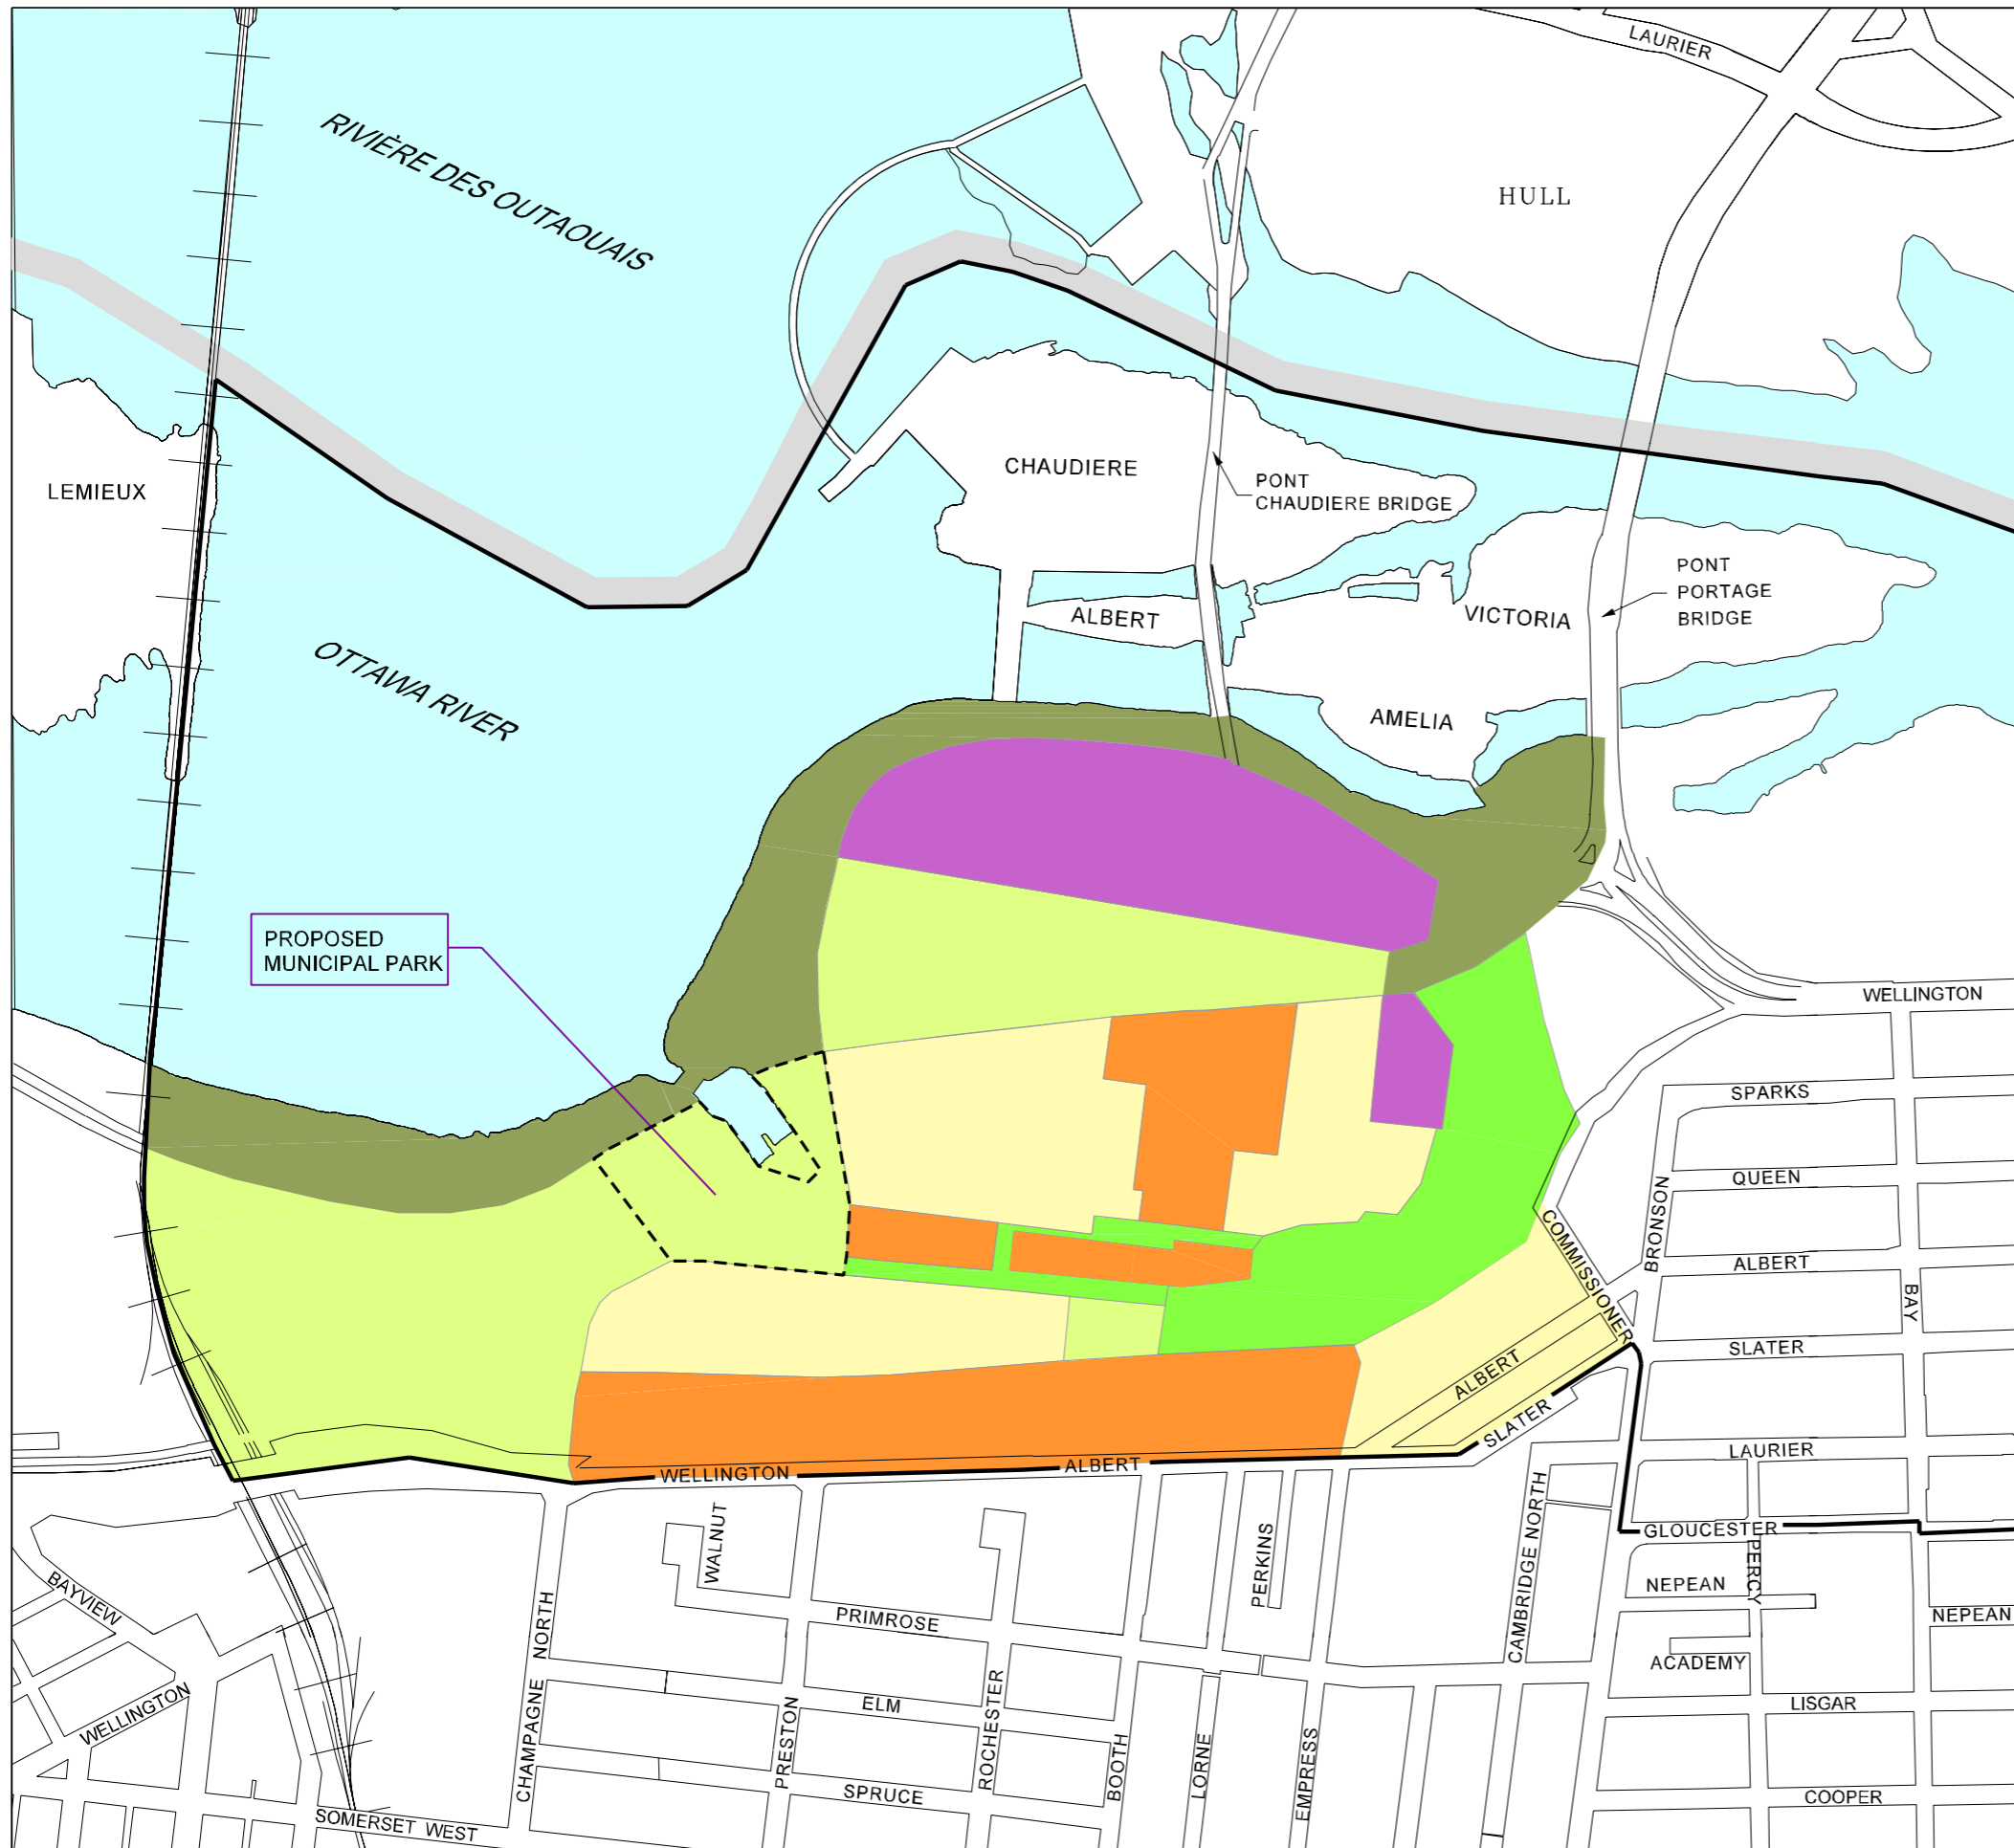 LAURIER
RIVIÈRE DES OUTAOUAIS
HULL
CHAUDIERE
LEMIEUX
PONT
CHAUDIERE BRIDGE
PONT
PORTAGE
BRIDGE
ALBERT
VICTORIA
OTTAWA RIVER
AMELIA
PROPOSED
MUNICIPAL PARK
WELLINGTON
SPARKS
QUEEN
BRONSON
COMMISSIONER
ALBERT
BAY
SLATER
ALBERT
SLATER
LAURIER
WELLINGTON
ALBERT
GLOUCESTER
PERCY
NEPEAN
NEPEAN
WALNUT
PERKINS
CAMBRIDGE NORTH
BAYVIEW
PRIMROSE
ACADEMY
CHAMPAGNE NORTH
WELLINGTON
ELM
LISGAR
PRESTON
ROCHESTER
BOOTH
LORNE
EMPRESS
SPRUCE
COOPER
SOMERSET WEST